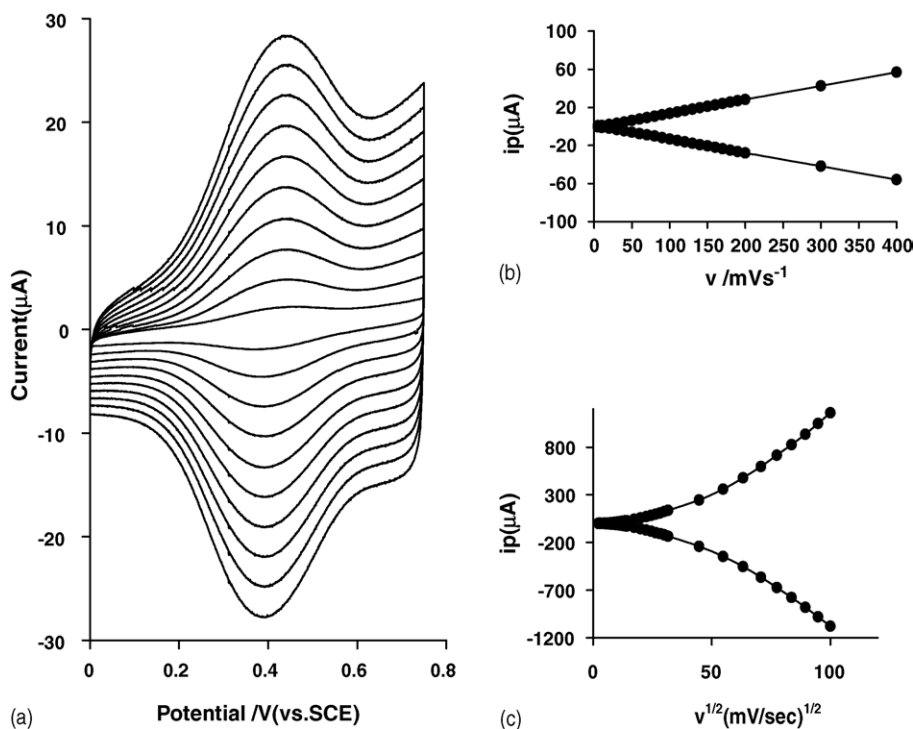 30
20
10
0
-10
-20
-30
Current(μA)
0 0.2 0.4 0.6 0.8
(a) Potential /V(vs.SCE)
100
60
20
-20
-60
-100
ip(μA)
0 50 100 150 200 250 300 350 400
(b) v /mVs-1
800
300
-200
-700
-1200
ip(μA)
0 50 100
(c) v1/2(mV/sec)1/2